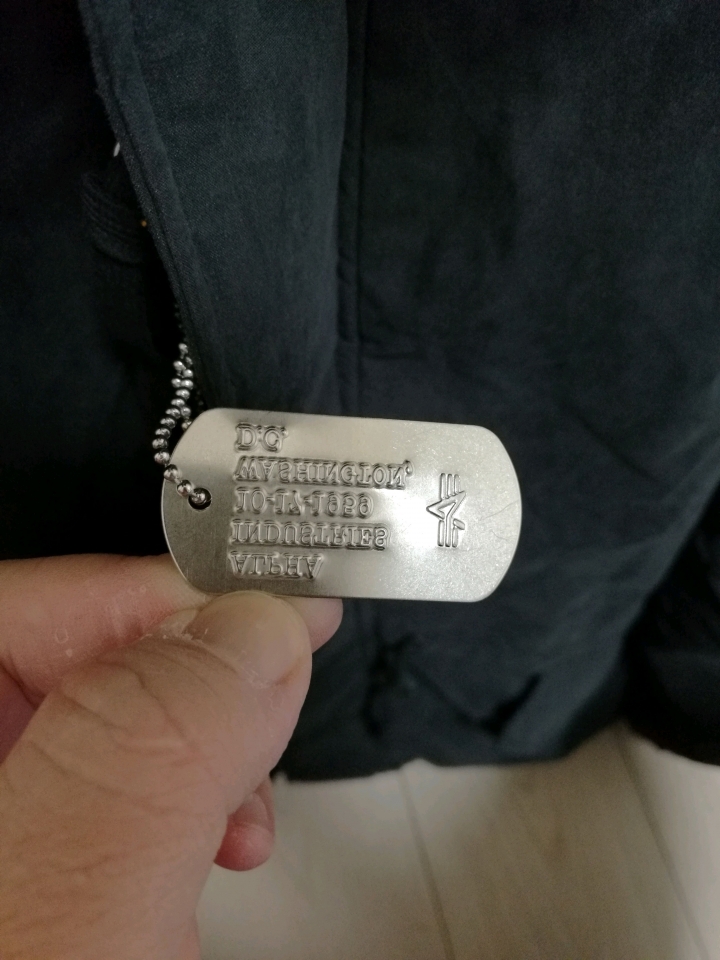 ALPHA
INDUSTRIES
10-17-1959
WASHINGTON,
D.C